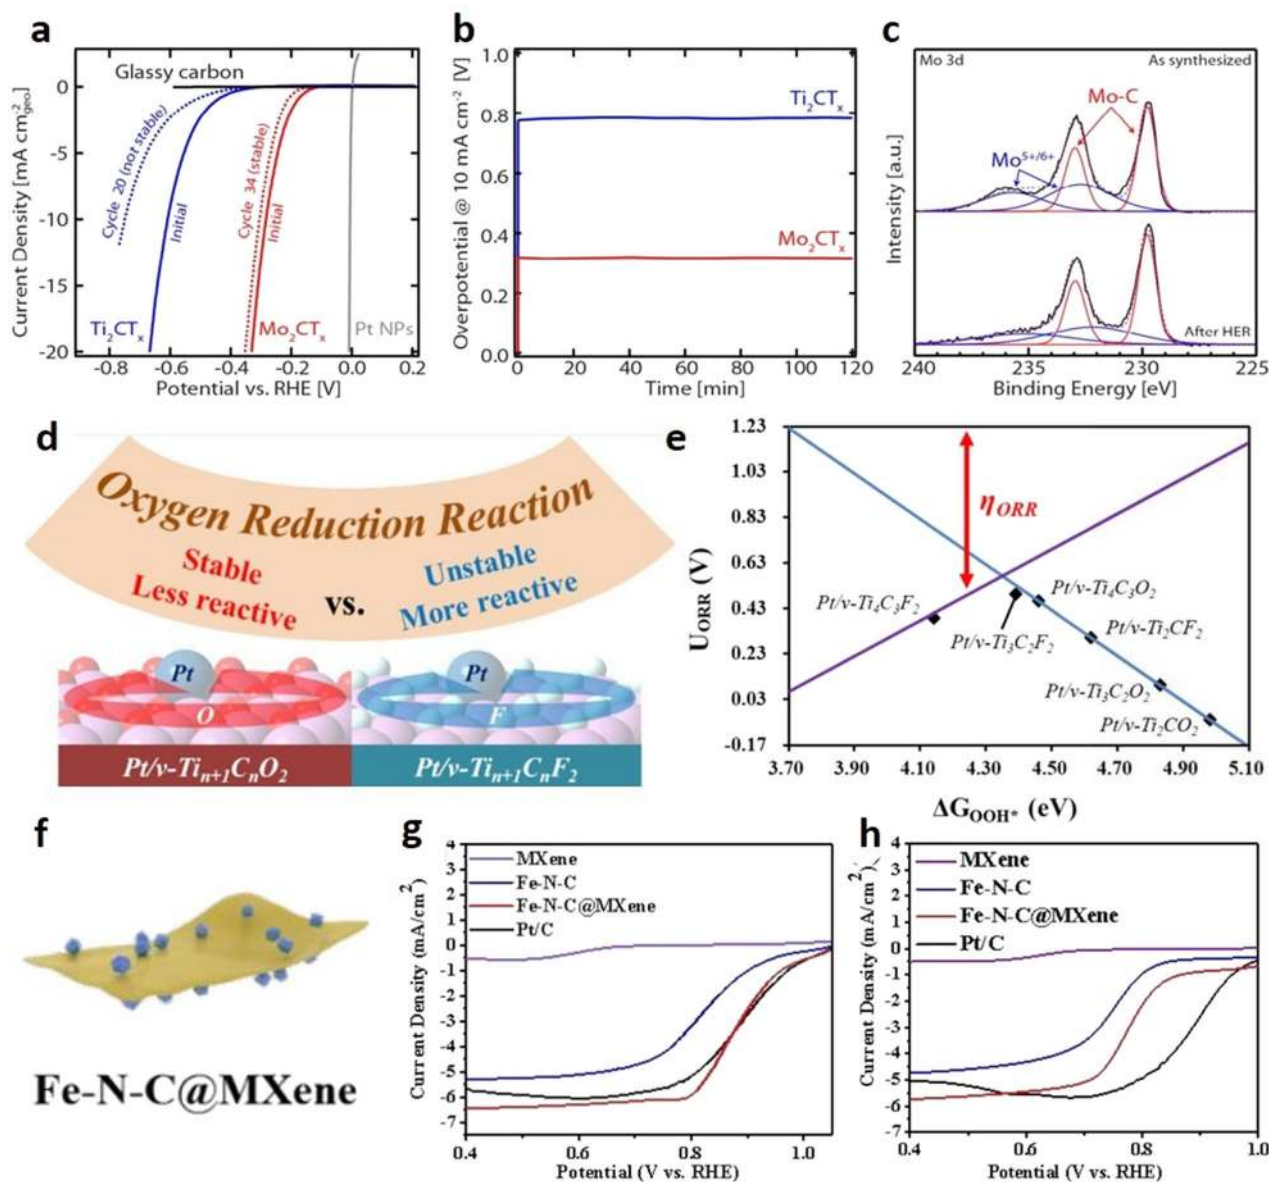 a
Glassy carbon
Cycle 20 (not stable)
Initial
Cycle 34 (stable)
Initial
Ti₂CTₓ
Mo₂CTₓ
Pt NPs
Current Density [mA cm⁻²geo]
0
-5
-10
-15
-20
-0.8
-0.6
-0.4
-0.2
0
0.2
Potential vs. RHE [V]
b
Overpotential @ 10 mA cm⁻² [V]
1.0
0.8
0.6
0.4
0.2
0.0
Ti₂CTₓ
Mo₂CTₓ
0
20
40
60
80
100
120
Time [min]
c
Mo 3d
As synthesized
Mo-C
Mo⁵⁺/⁶⁺
After HER
Intensity [a.u.]
240
235
230
225
Binding Energy [eV]
d
Oxygen Reduction Reaction
Stable
Less reactive
vs.
Unstable
More reactive
Pt
O
Pt
F
Pt/v-Tiₙ₊₁CₙO₂
Pt/v-Tiₙ₊₁CₙF₂
e
U_ORR (V)
1.23
1.03
0.83
0.63
0.43
0.23
0.03
-0.17
η_ORR
Pt/v-Ti₄C₃F₂
Pt/v-Ti₄C₃O₂
Pt/v-Ti₃C₂F₂
Pt/v-Ti₂CF₂
Pt/v-Ti₃C₂O₂
Pt/v-Ti₂CO₂
3.70
3.90
4.10
4.30
4.50
4.70
4.90
5.10
ΔG_OOH* (eV)
f
Fe-N-C@MXene
g
MXene
Fe-N-C
Fe-N-C@MXene
Pt/C
Current Density (mA/cm²)
4
3
2
1
0
-1
-2
-3
-4
-5
-6
-7
0.4
0.6
0.8
1.0
Potential (V vs. RHE)
h
MXene
Fe-N-C
Fe-N-C@MXene
Pt/C
Current Density (mA/cm²)
4
3
2
1
0
-1
-2
-3
-4
-5
-6
-7
0.4
0.6
0.8
1.0
Potential (V vs. RHE)